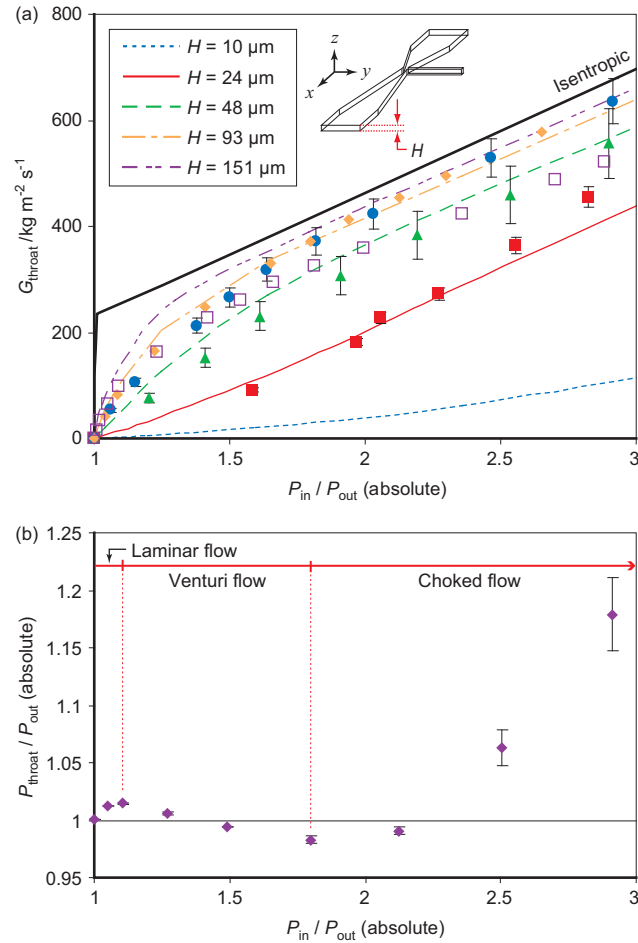 (a)
800
600
400
200
0
G_throat /kg m⁻² s⁻¹
H = 10 µm
H = 24 µm
H = 48 µm
H = 93 µm
H = 151 µm
z
y
x
H
Isentropic
1 1.5 2 2.5 3
P_in / P_out (absolute)
(b)
1.25
1.2
1.15
1.1
1.05
1
0.95
P_throat / P_out (absolute)
Laminar flow
Venturi flow Choked flow
1 1.5 2 2.5 3
P_in / P_out (absolute)